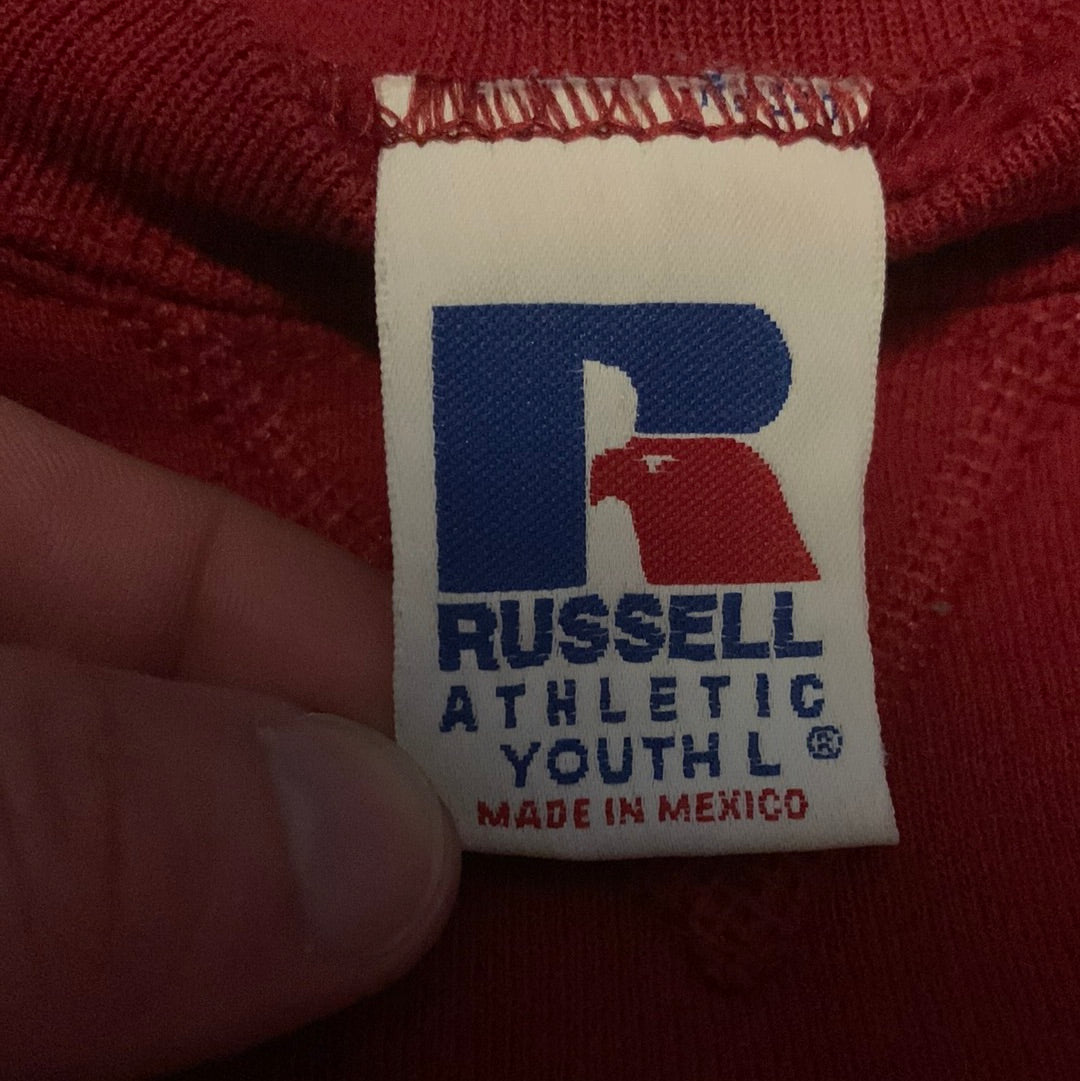 RUSSELL
ATHLETIC
YOUTH L ®
MADE IN MEXICO